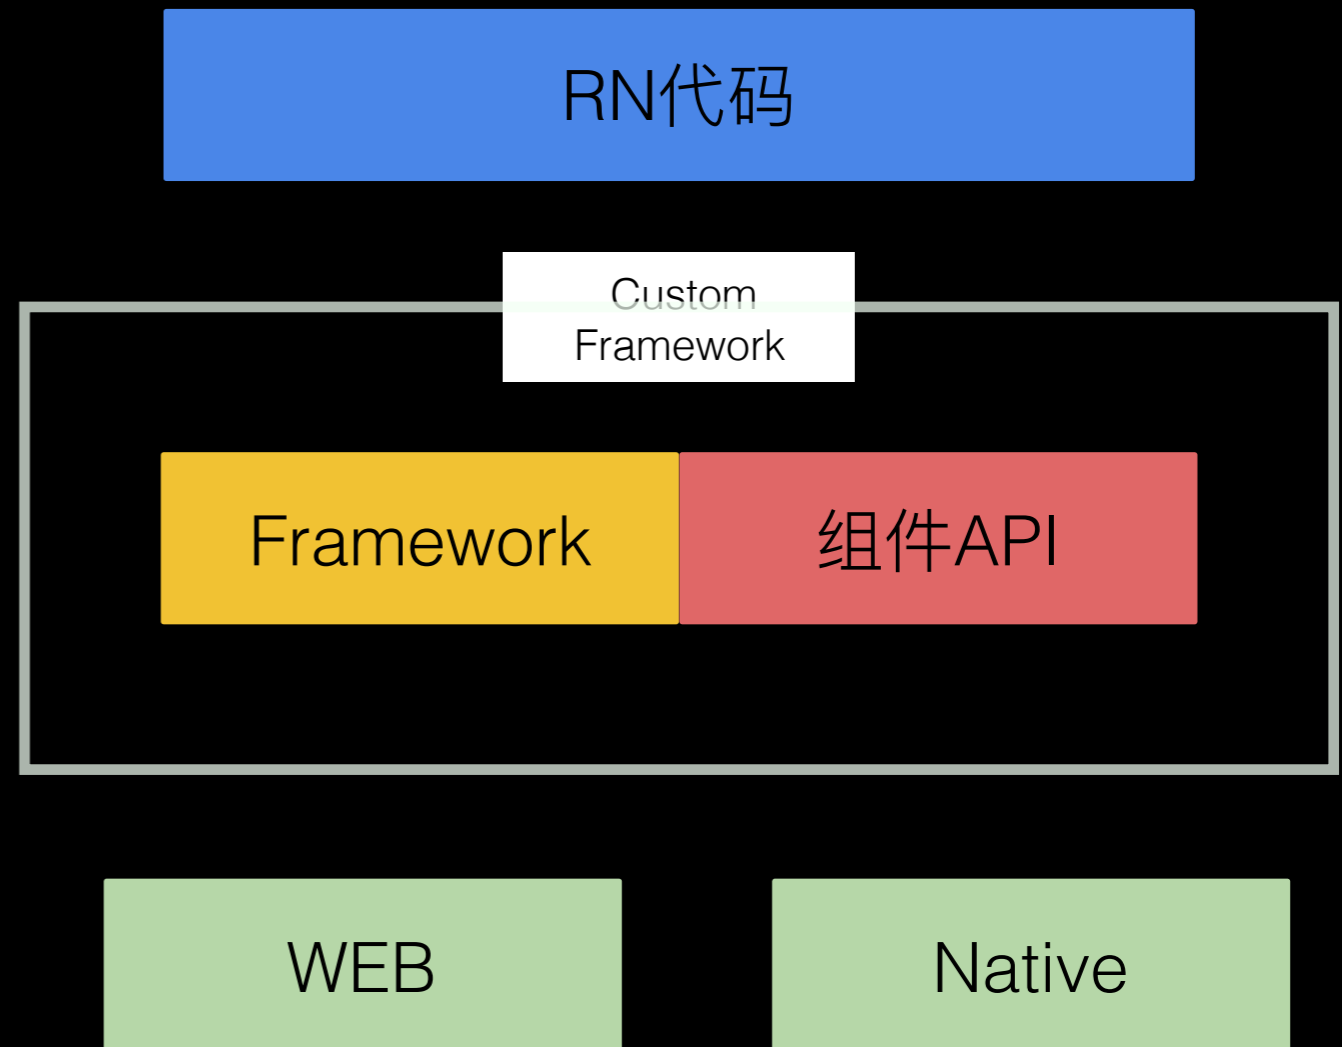 RN代码
Custom
Framework
Framework
组件API
WEB
Native